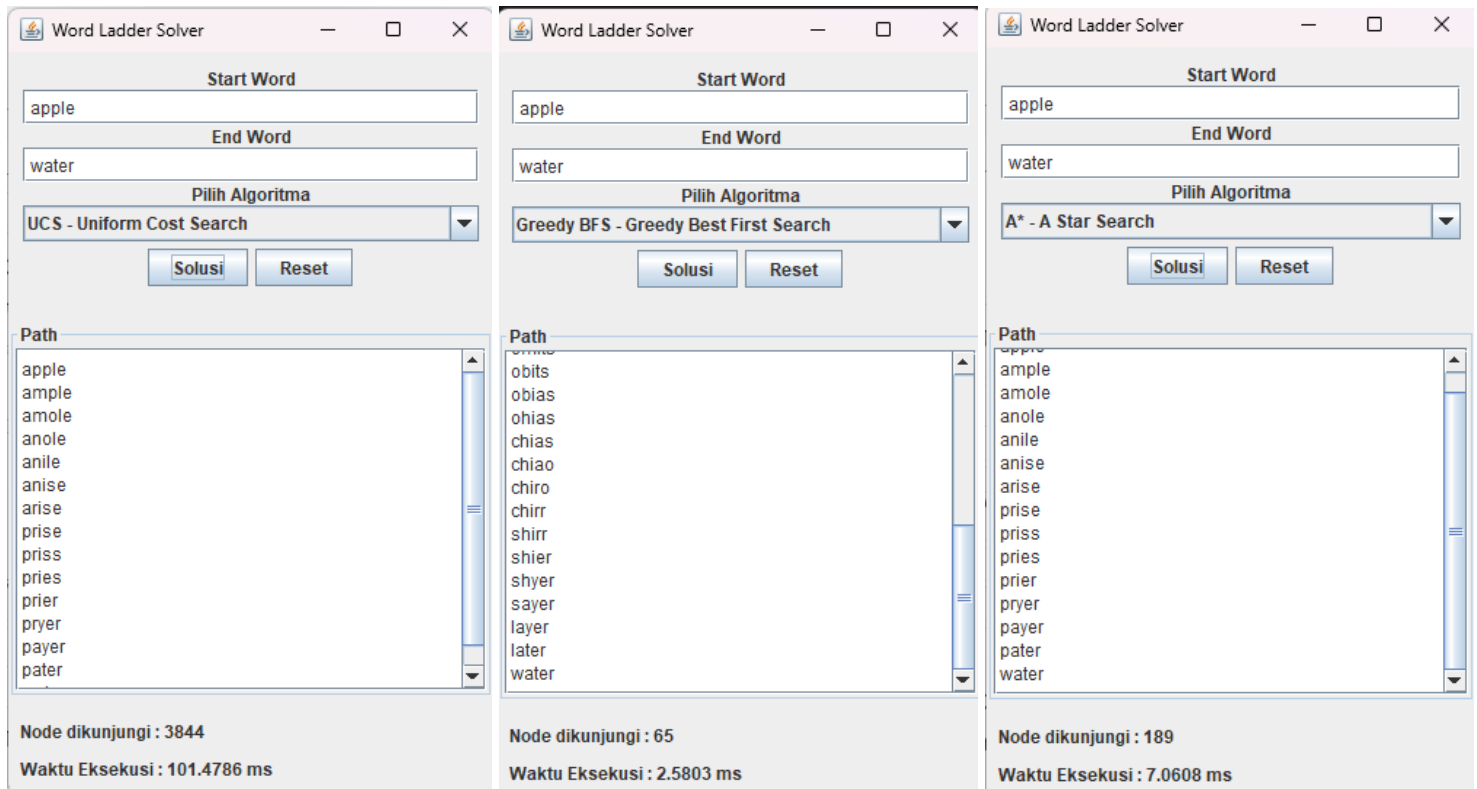 Word Ladder Solver
Start Word
apple
End Word
water
Pilih Algoritma
UCS - Uniform Cost Search
Solusi Reset
Path
apple
ample
amole
anole
anile
anise
arise
prise
priss
pries
prier
pryer
payer
pater
Node dikunjungi : 3844
Waktu Eksekusi : 101.4786 ms
Word Ladder Solver
Start Word
apple
End Word
water
Pilih Algoritma
Greedy BFS - Greedy Best First Search
Solusi Reset
Path
obits
obias
ohias
chias
chiao
chiro
chirr
shirr
shier
shyer
sayer
layer
later
water
Node dikunjungi : 65
Waktu Eksekusi : 2.5803 ms
Word Ladder Solver
Start Word
apple
End Word
water
Pilih Algoritma
A* - A Star Search
Solusi Reset
Path
apple
ample
amole
anole
anile
anise
arise
prise
priss
pries
prier
pryer
payer
pater
water
Node dikunjungi : 189
Waktu Eksekusi : 7.0608 ms